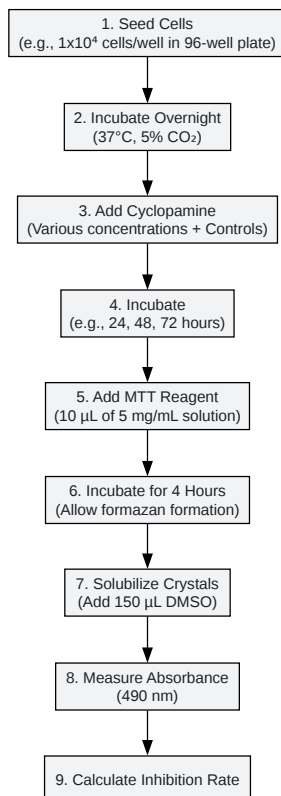 1. Seed Cells
(e.g., 1x10⁴ cells/well in 96-well plate)
2. Incubate Overnight
(37°C, 5% CO₂)
3. Add Cyclopamine
(Various concentrations + Controls)
4. Incubate
(e.g., 24, 48, 72 hours)
5. Add MTT Reagent
(10 µL of 5 mg/mL solution)
6. Incubate for 4 Hours
(Allow formazan formation)
7. Solubilize Crystals
(Add 150 µL DMSO)
8. Measure Absorbance
(490 nm)
9. Calculate Inhibition Rate